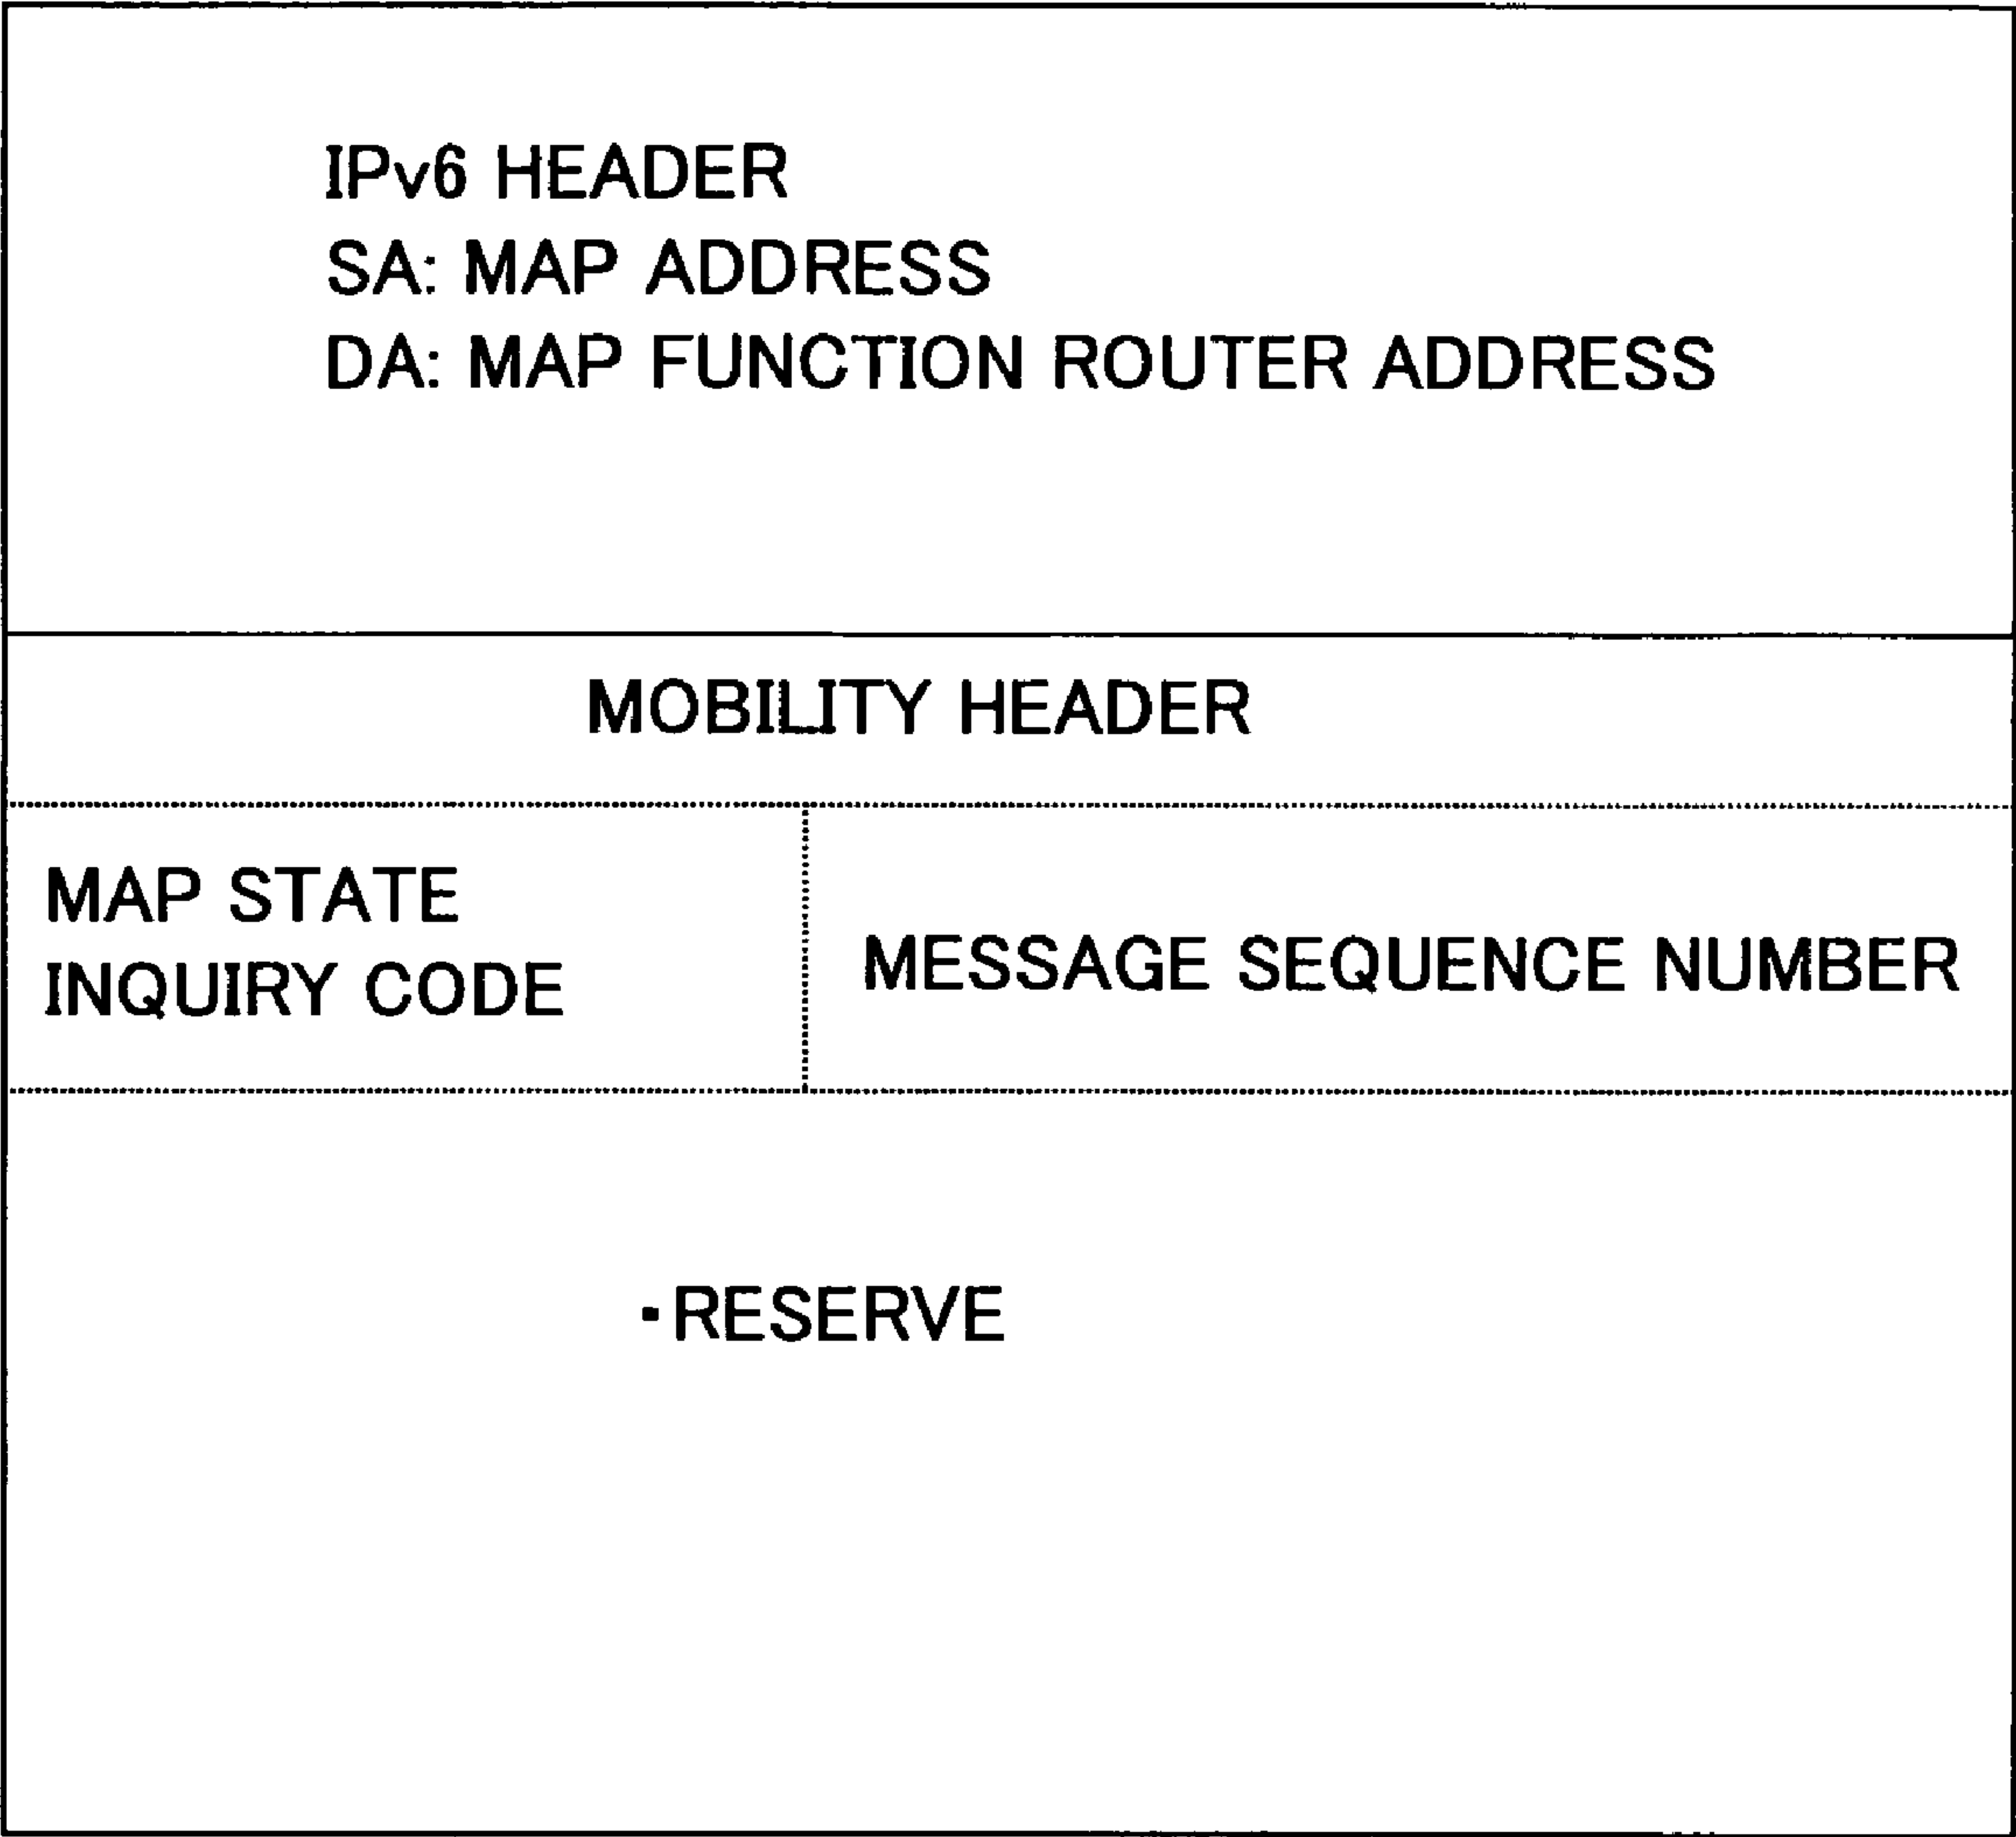 IPv6 HEADER
SA: MAP ADDRESS
DA: MAP FUNCTION ROUTER ADDRESS
MOBILITY HEADER
MAP STATE
INQUIRY CODE
MESSAGE SEQUENCE NUMBER
・RESERVE